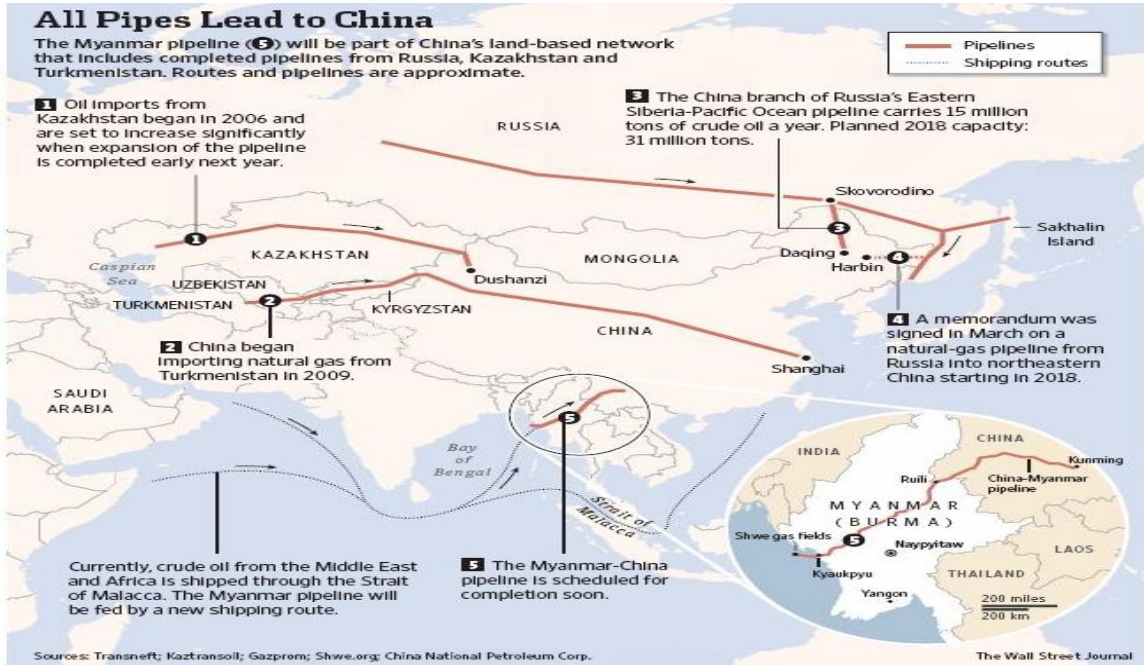 All Pipes Lead to China
The Myanmar pipeline (5) will be part of China's land-based network
that includes completed pipelines from Russia, Kazakhstan and
Turkmenistan. Routes and pipelines are approximate.
Pipelines
Shipping routes
1 Oil imports from
Kazakhstan began in 2006 and
are set to increase significantly
when expansion of the pipeline
is completed early next year.
3 The China branch of Russia's Eastern
Siberia-Pacific Ocean pipeline carries 15 million
tons of crude oil a year. Planned 2018 capacity:
31 million tons.
RUSSIA
Skovorodino
Sakhalin
Island
1
3
KAZAKHSTAN
MONGOLIA
Daqing
Harbin
4
Caspian
Sea
Dushanzi
UZBEKISTAN
TURKMENISTAN
2
KYRGYZSTAN
CHINA
Shanghai
2 China began
importing natural gas from
Turkmenistan in 2009.
4 A memorandum was
signed in March on a
natural-gas pipeline from
Russia into northeastern
China starting in 2018.
SAUDI
ARABIA
5
Bay
of
Bengal
Strait of
Malacca
INDIA
CHINA
Kunming
Ruili
China-Myanmar
pipeline
MYANMAR
(BURMA)
Shwe gas fields
5
Naypyitaw
LAOS
Kyaukpyu
THAILAND
Yangon
200 miles
200 km
Currently, crude oil from the Middle East
and Africa is shipped through the Strait
of Malacca. The Myanmar pipeline will
be fed by a new shipping route.
5 The Myanmar-China
pipeline is scheduled for
completion soon.
Sources: Transneft; Kaztransoil; Gazprom; Shwe.org; China National Petroleum Corp.
The Wall Street Journal